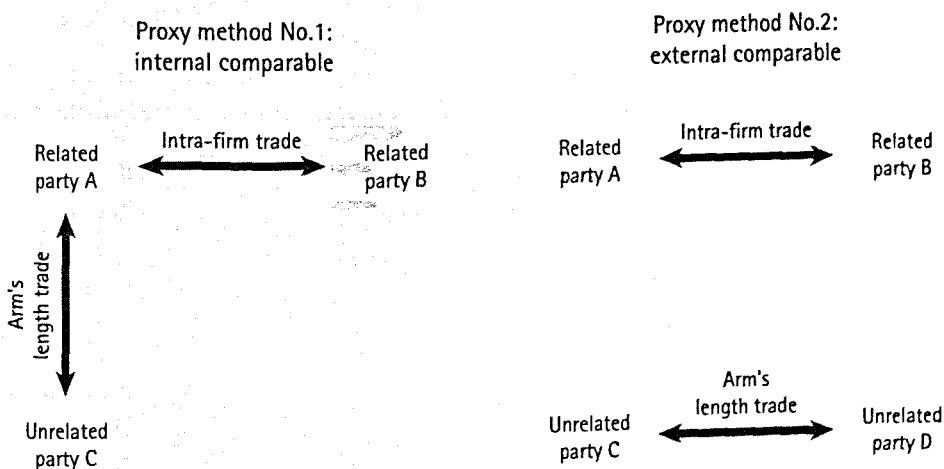 Proxy method No.1:
internal comparable
Related
party A
Intra-firm trade
Related
party B
Arm's
length trade
Unrelated
party C
Proxy method No.2:
external comparable
Related
party A
Intra-firm trade
Related
party B
Unrelated
party C
Arm's
length trade
Unrelated
party D